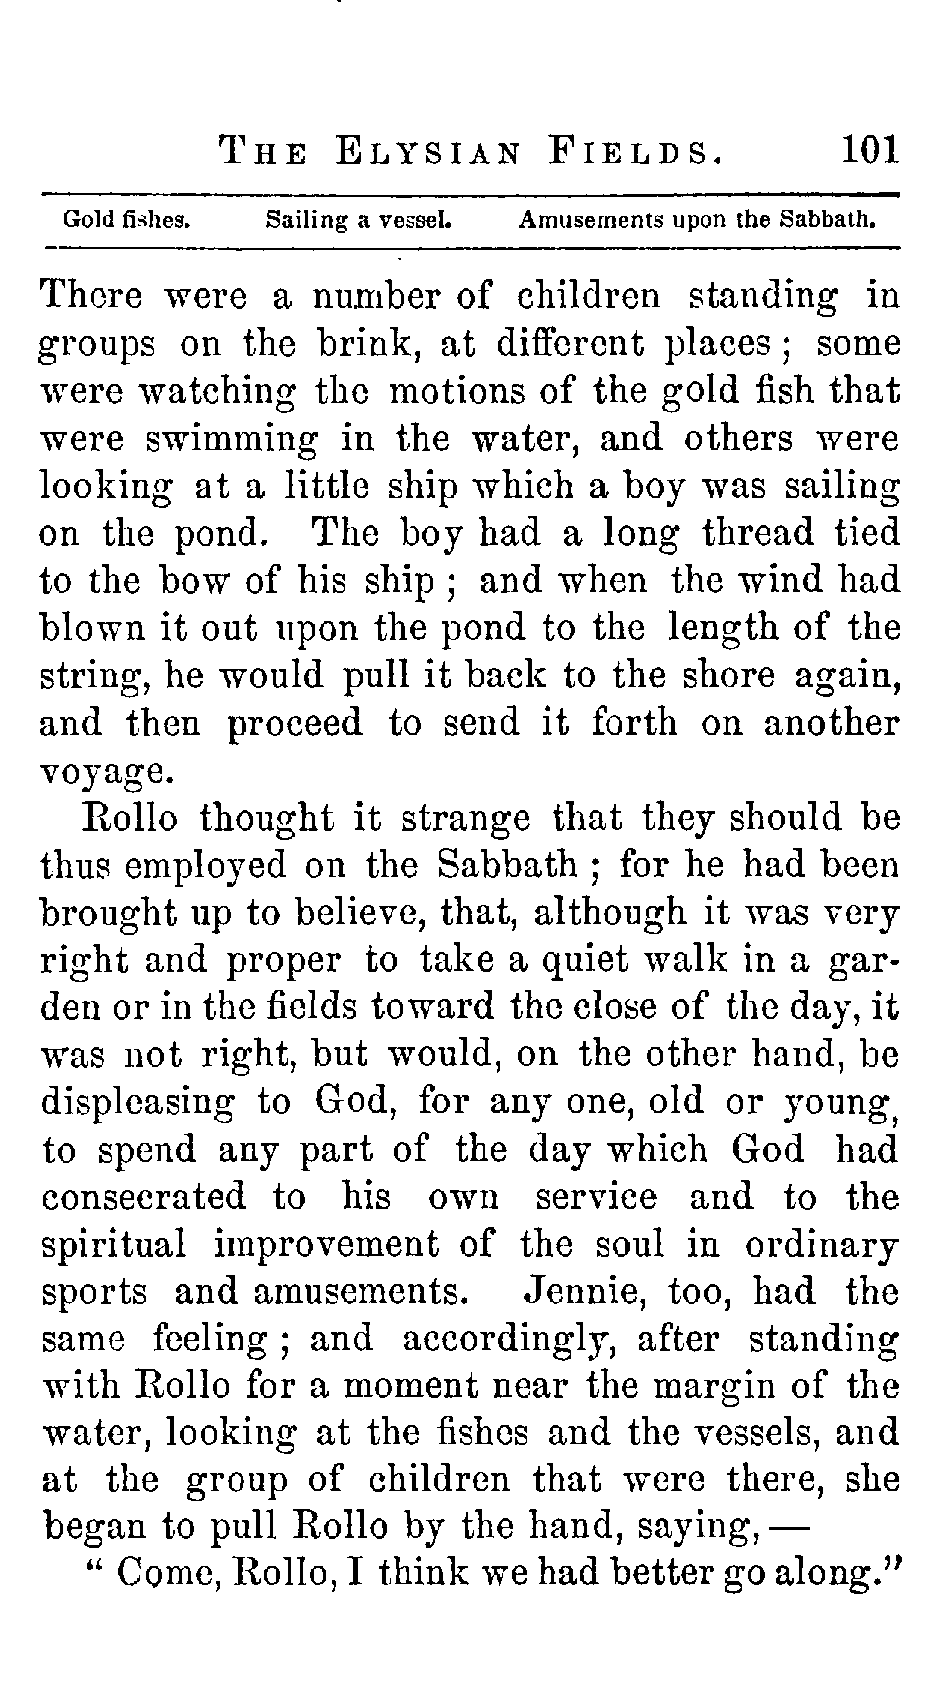 THE ELYSIAN FIELDS. 101
Gold fishes. Sailing a vessel. Amusements upon the Sabbath.
There were a number of children standing in
groups on the brink, at different places ; some
were watching the motions of the gold fish that
were swimming in the water, and others were
looking at a little ship which a boy was sailing
on the pond. The boy had a long thread tied
to the bow of his ship ; and when the wind had
blown it out upon the pond to the length of the
string, he would pull it back to the shore again,
and then proceed to send it forth on another
voyage.
Rollo thought it strange that they should be
thus employed on the Sabbath ; for he had been
brought up to believe, that, although it was very
right and proper to take a quiet walk in a gar-
den or in the fields toward the close of the day, it
was not right, but would, on the other hand, be
displeasing to God, for any one, old or young,
to spend any part of the day which God had
consecrated to his own service and to the
spiritual improvement of the soul in ordinary
sports and amusements. Jennie, too, had the
same feeling ; and accordingly, after standing
with Rollo for a moment near the margin of the
water, looking at the fishes and the vessels, and
at the group of children that were there, she
began to pull Rollo by the hand, saying, —
“ Come, Rollo, I think we had better go along.”